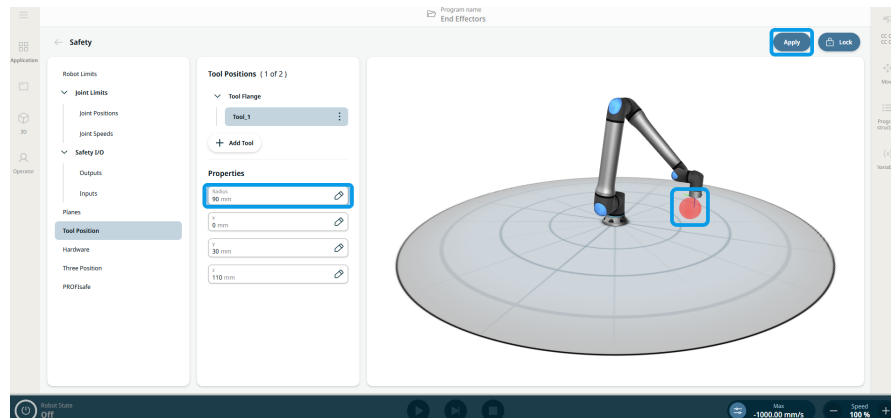 Program name
End Effectors
Safety
Apply
Lock
Application
3D
Operator
Robot Limits
Joint Limits
Joint Positions
Joint Speeds
Safety I/O
Outputs
Inputs
Planes
Tool Position
Hardware
Three Position
PROFIsafe
Tool Positions ( 1 of 2 )
Tool Flange
Tool_1
Add Tool
Properties
Radius
90 mm
x
0 mm
y
30 mm
z
110 mm
Robot State
Off
Max
-1000.00 mm/s
Speed
100 %